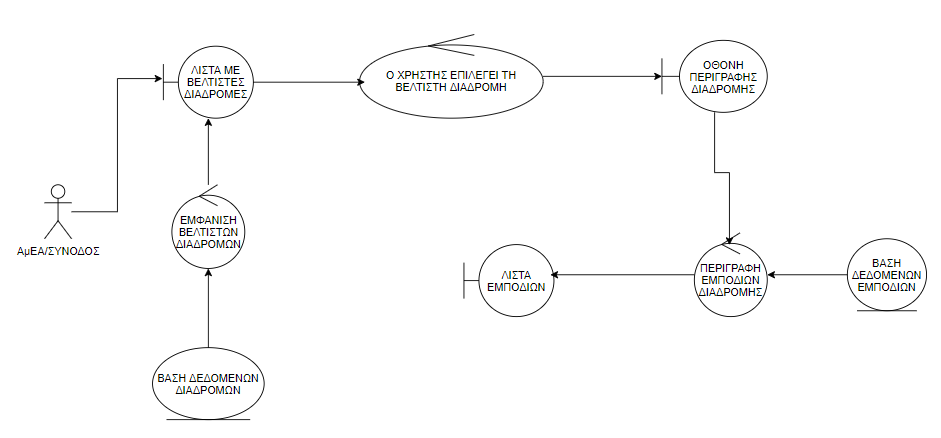 ΛΙΣΤΑ ΜΕ
ΒΕΛΤΙΣΤΕΣ
ΔΙΑΔΡΟΜΕΣ
Ο ΧΡΗΣΤΗΣ ΕΠΙΛΕΓΕΙ ΤΗ
ΒΕΛΤΙΣΤΗ ΔΙΑΔΡΟΜΗ
ΟΘΟΝΗ
ΠΕΡΙΓΡΑΦΗΣ
ΔΙΑΔΡΟΜΗΣ
ΑμΕΑ/ΣΥΝΟΔΟΣ
ΕΜΦΑΝΙΣΗ
ΒΕΛΤΙΣΤΩΝ
ΔΙΑΔΡΟΜΩΝ
ΛΙΣΤΑ
ΕΜΠΟΔΙΩΝ
ΠΕΡΙΓΡΑΦΗ
ΕΜΠΟΔΙΩΝ
ΔΙΑΔΡΟΜΗΣ
ΒΑΣΗ
ΔΕΔΟΜΕΝΩΝ
ΕΜΠΟΔΙΩΝ
ΒΑΣΗ ΔΕΔΟΜΕΝΩΝ
ΔΙΑΔΡΟΜΩΝ